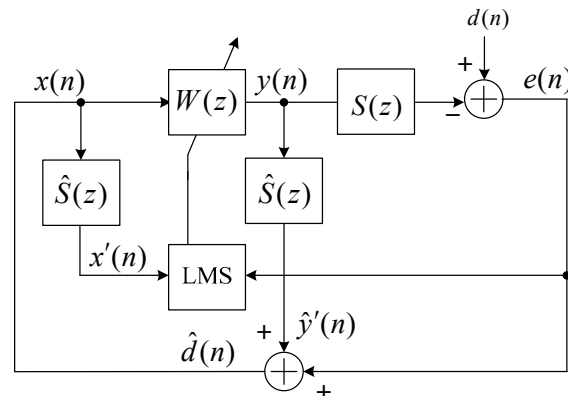 d(n)
x(n) W(z) y(n) S(z) + − e(n)
Ŝ(z) Ŝ(z)
x′(n) LMS
d̂(n) + ŷ′(n)
+